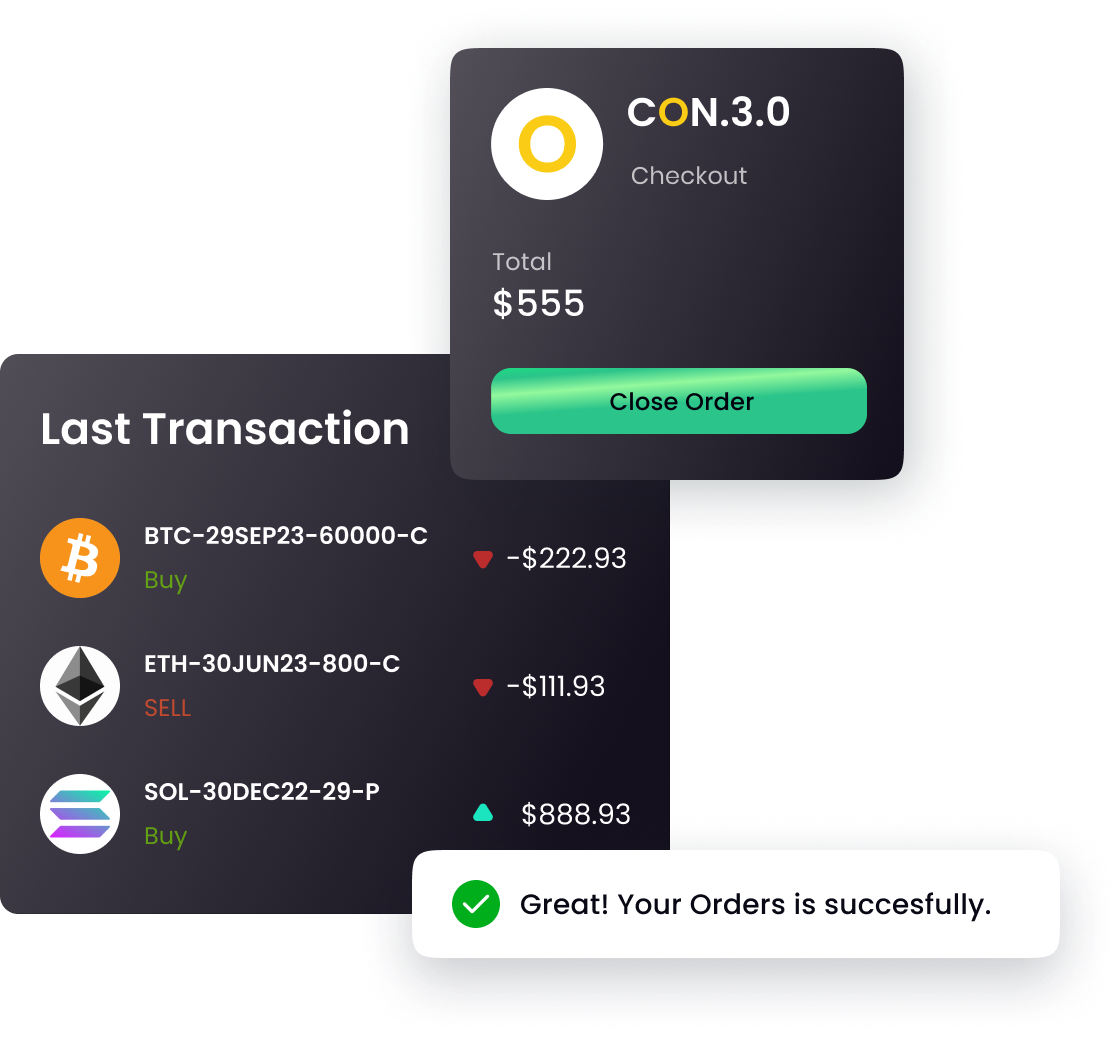 O
CON.3.0
Checkout
Total
$555
Close Order
Last Transaction
BTC-29SEP23-60000-C
Buy
-$222.93
ETH-30JUN23-800-C
SELL
-$111.93
SOL-30DEC22-29-P
Buy
$888.93
Great! Your Orders is succesfully.